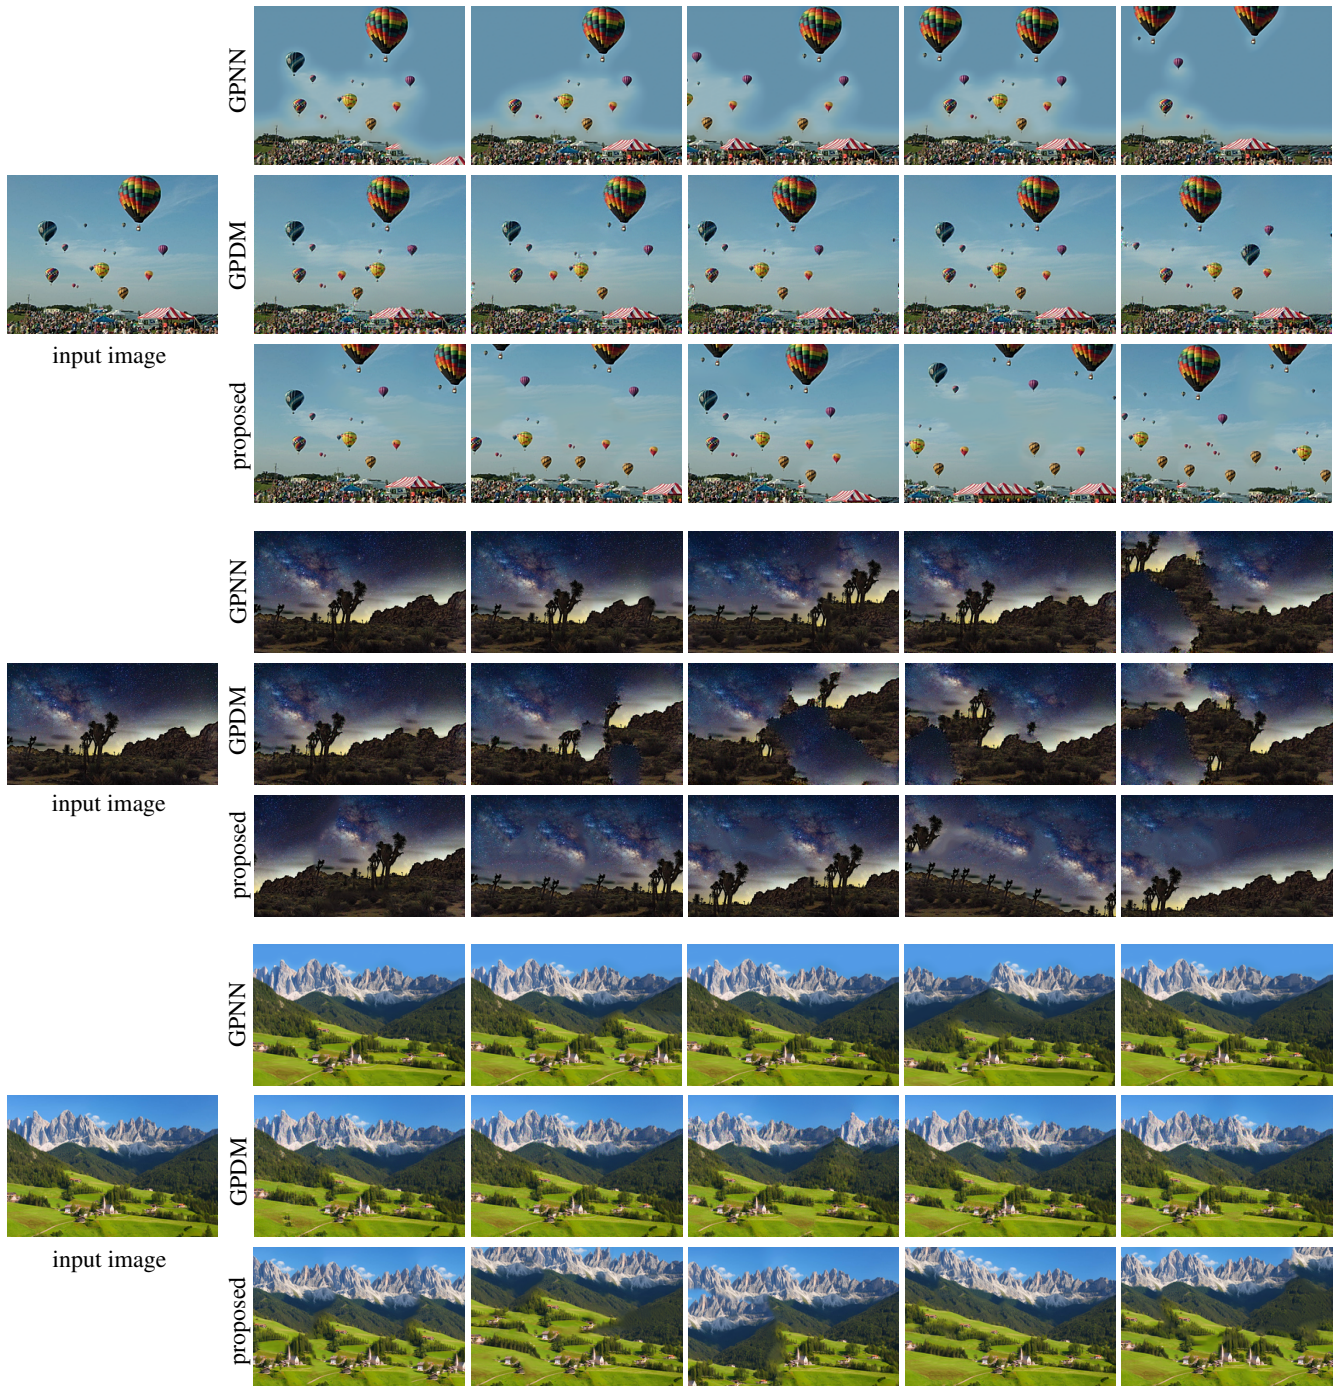 GPNN
GPDM
input image
proposed
GPNN
GPDM
input image
proposed
GPNN
GPDM
input image
proposed